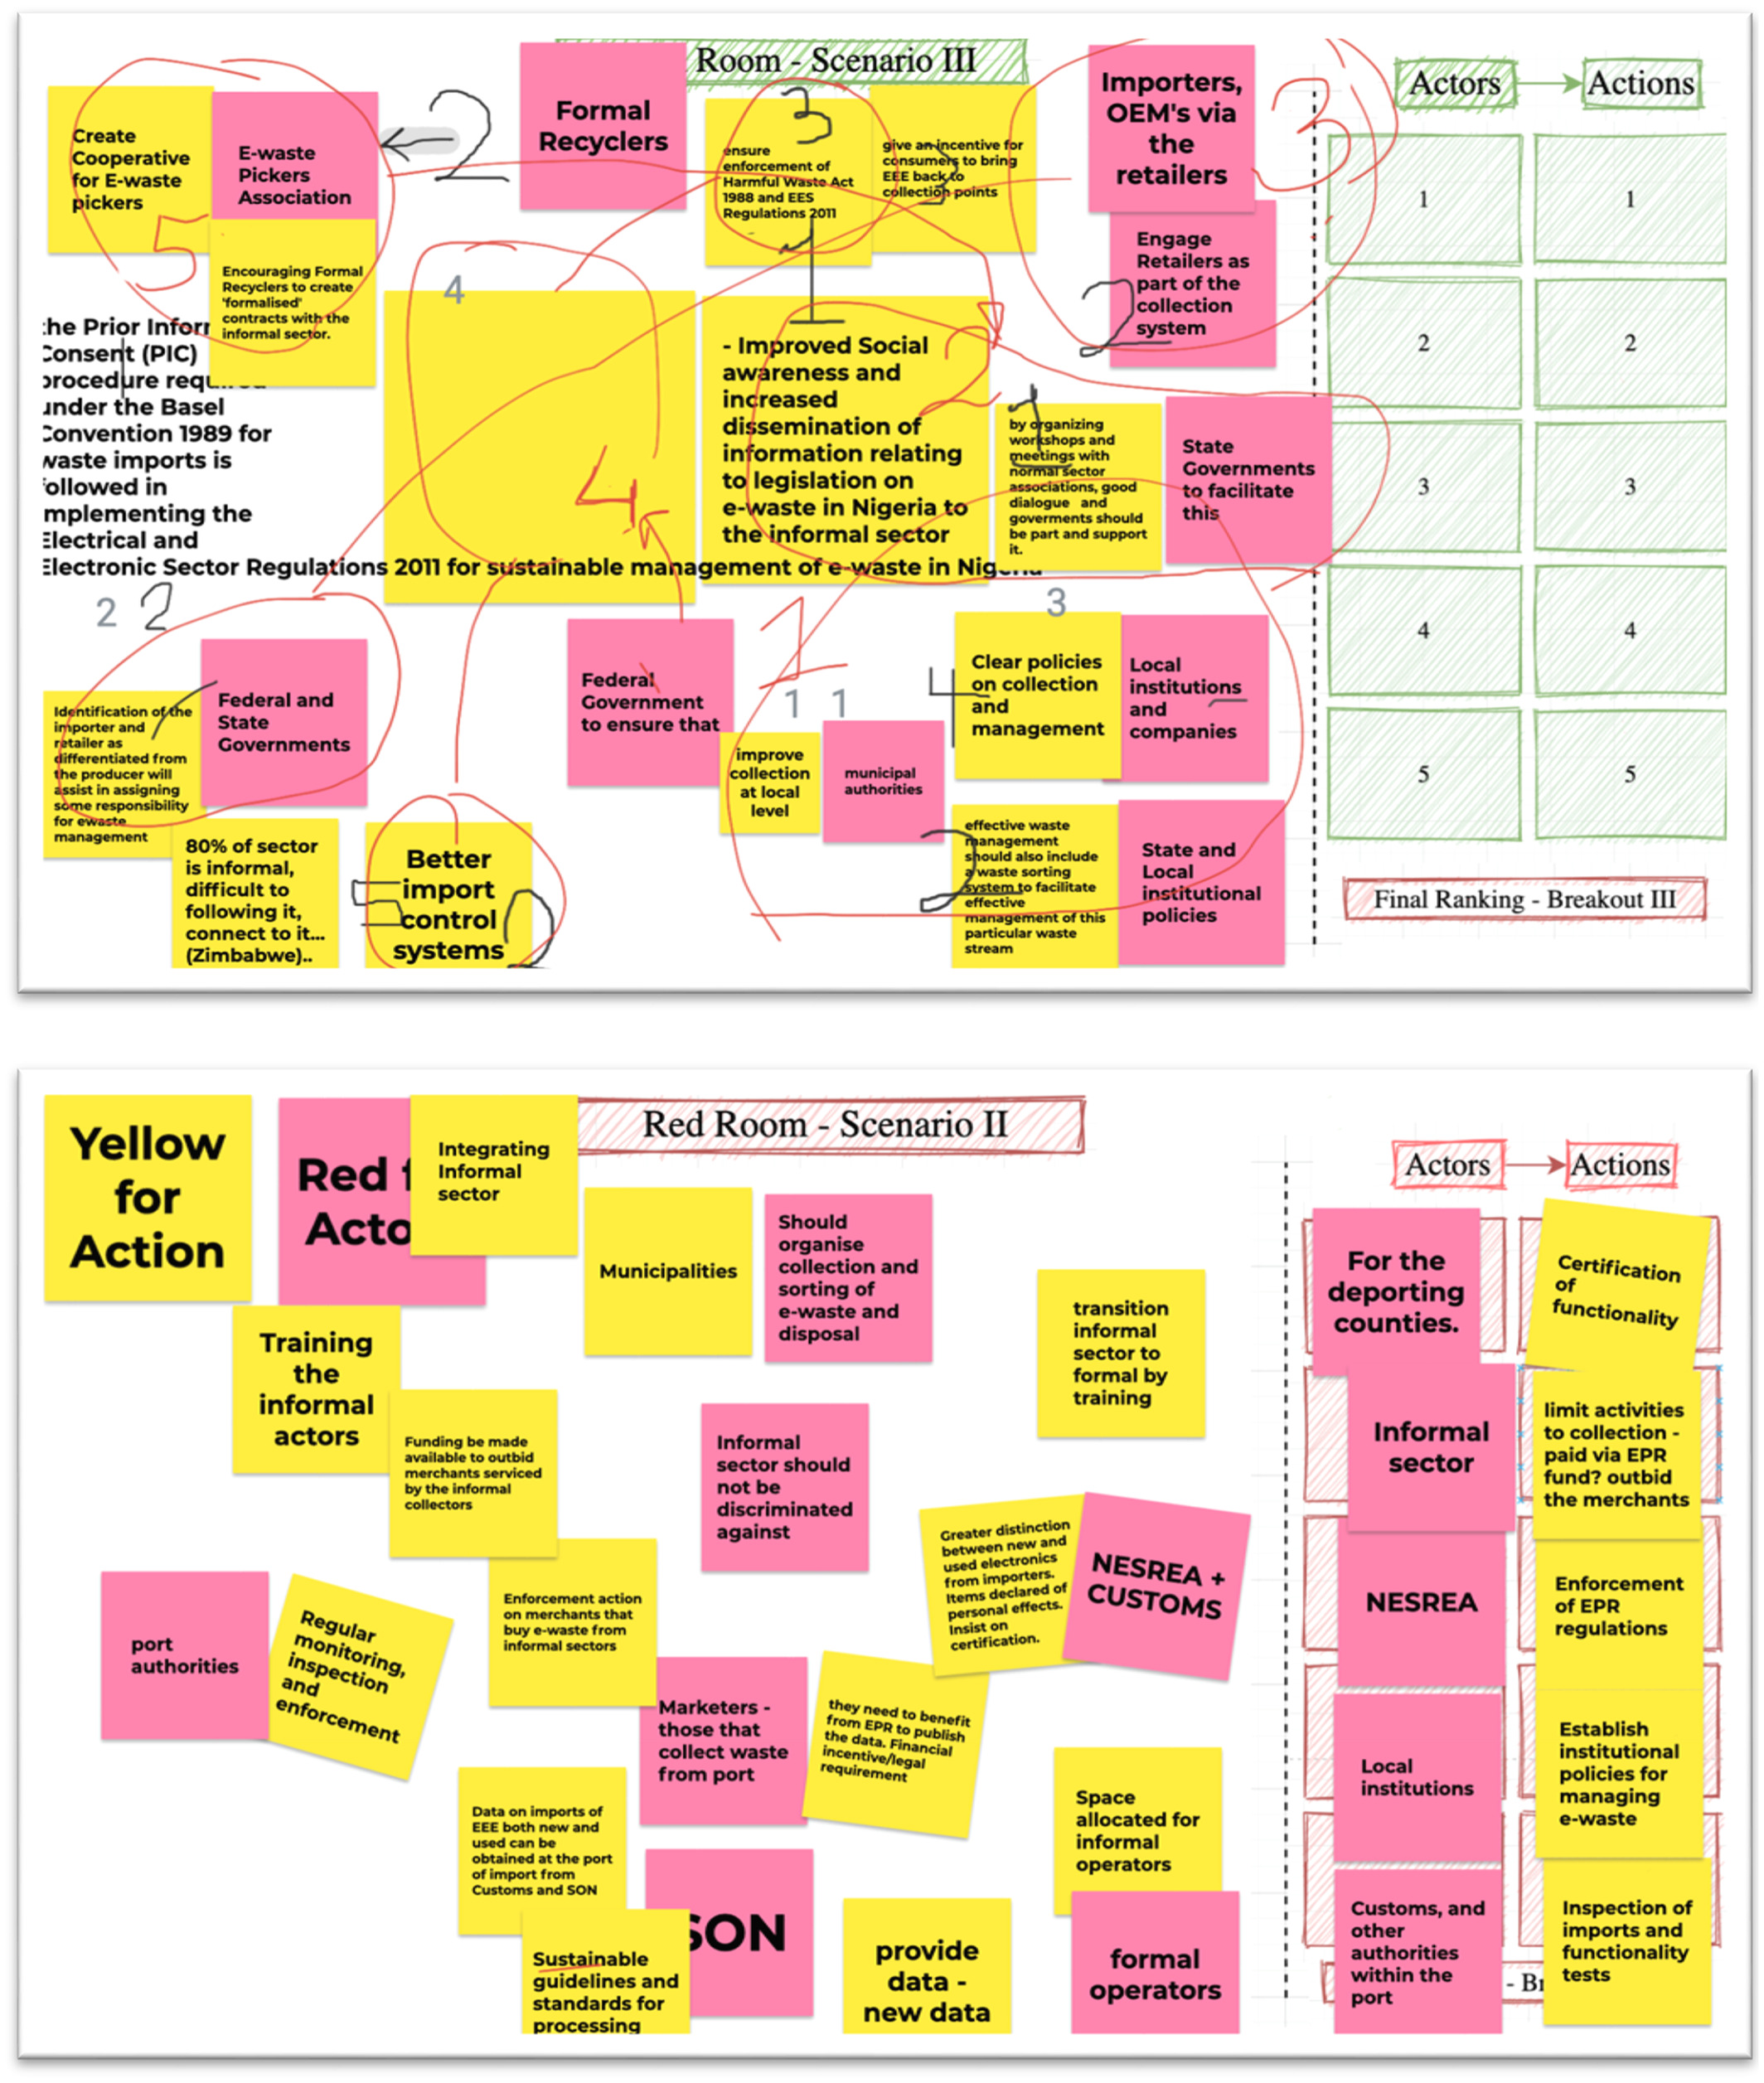 Room - Scenario III
Actors
Actions
Create
Cooperative
for E-waste
pickers
E-waste
Pickers
Association
2
Formal
Recyclers
3
ensure
enforcement of
Harmful Waste Act
1988 and EES
Regulations 2011
give an incentive for
consumers to bring
EEE back to
collection points
3
Importers,
OEM's via
the
retailers
3
5
Encouraging Formal
Recyclers to create
'formalised'
contracts with the
informal sector.
Engage
Retailers as
part of the
collection
system
2
4
4
the Prior
Consent (PIC)
procedure
under the Basel
Convention 1989 for
waste imports is
followed in
implementing the
Electrical and
Electronic Sector Regulations 2011 for sustainable management of e-waste in Nigeria
1
- Improved Social
awareness and
increased
dissemination of
information relating
to legislation on
e-waste in Nigeria to
the informal sector
2
1
by organizing
workshops and
meetings with
normal sector
associations, good
dialogue and
goverments should
be part and support
it.
State
Governments
to facilitate
this
2 2
Identification of the
importer and
retailer as
differentiated from
the producer will
assist in assigning
some responsibility
for ewaste
management
Federal and
State
Governments
80% of sector
is informal,
difficult to
following it,
connect to it...
(Zimbabwe)..
5
Better
import
control
systems
2
Federal
Government
to ensure that
1
1 1
improve
collection
at local
level
municipal
authorities
3
4
Clear policies
on collection
and
management
Local
institutions
and
companies
2
effective waste
management
should also include
a waste sorting
system to facilitate
effective
management of this
particular waste
stream
State and
Local
institutional
policies
1 1
2 2
3 3
4 4
5 5
Final Ranking - Breakout III
Red Room - Scenario II
Actors
Actions
Yellow
for
Action
Red
Acto
Integrating
Informal
sector
Municipalities
Should
organise
collection and
sorting of
e-waste and
disposal
transition
informal
sector to
formal by
training
Training
the
informal
actors
Funding be made
available to outbid
merchants serviced
by the informal
collectors
Informal
sector should
not be
discriminated
against
Enforcement action
on merchants that
buy e-waste from
informal sectors
Greater distinction
between new and
used electronics
from importers.
Items declared of
personal effects.
Insist on
certification.
NESREA +
CUSTOMS
port
authorities
Regular
monitoring,
inspection
and
enforcement
Marketers -
those that
collect waste
from port
they need to benefit
from EPR to publish
the data. Financial
incentive/legal
requirement
Data on imports of
EEE both new and
used can be
obtained at the port
of import from
Customs and SON
SON
Sustainable
guidelines and
standards for
processing
provide
data -
new data
Space
allocated for
informal
operators
formal
operators
For the
deporting
counties.
Certification
of
functionality
Informal
sector
limit activities
to collection -
paid via EPR
fund? outbid
the merchants
NESREA
Enforcement
of EPR
regulations
Local
institutions
Establish
institutional
policies for
managing
e-waste
Customs, and
other
authorities
within the
port
Inspection of
imports and
functionality
tests